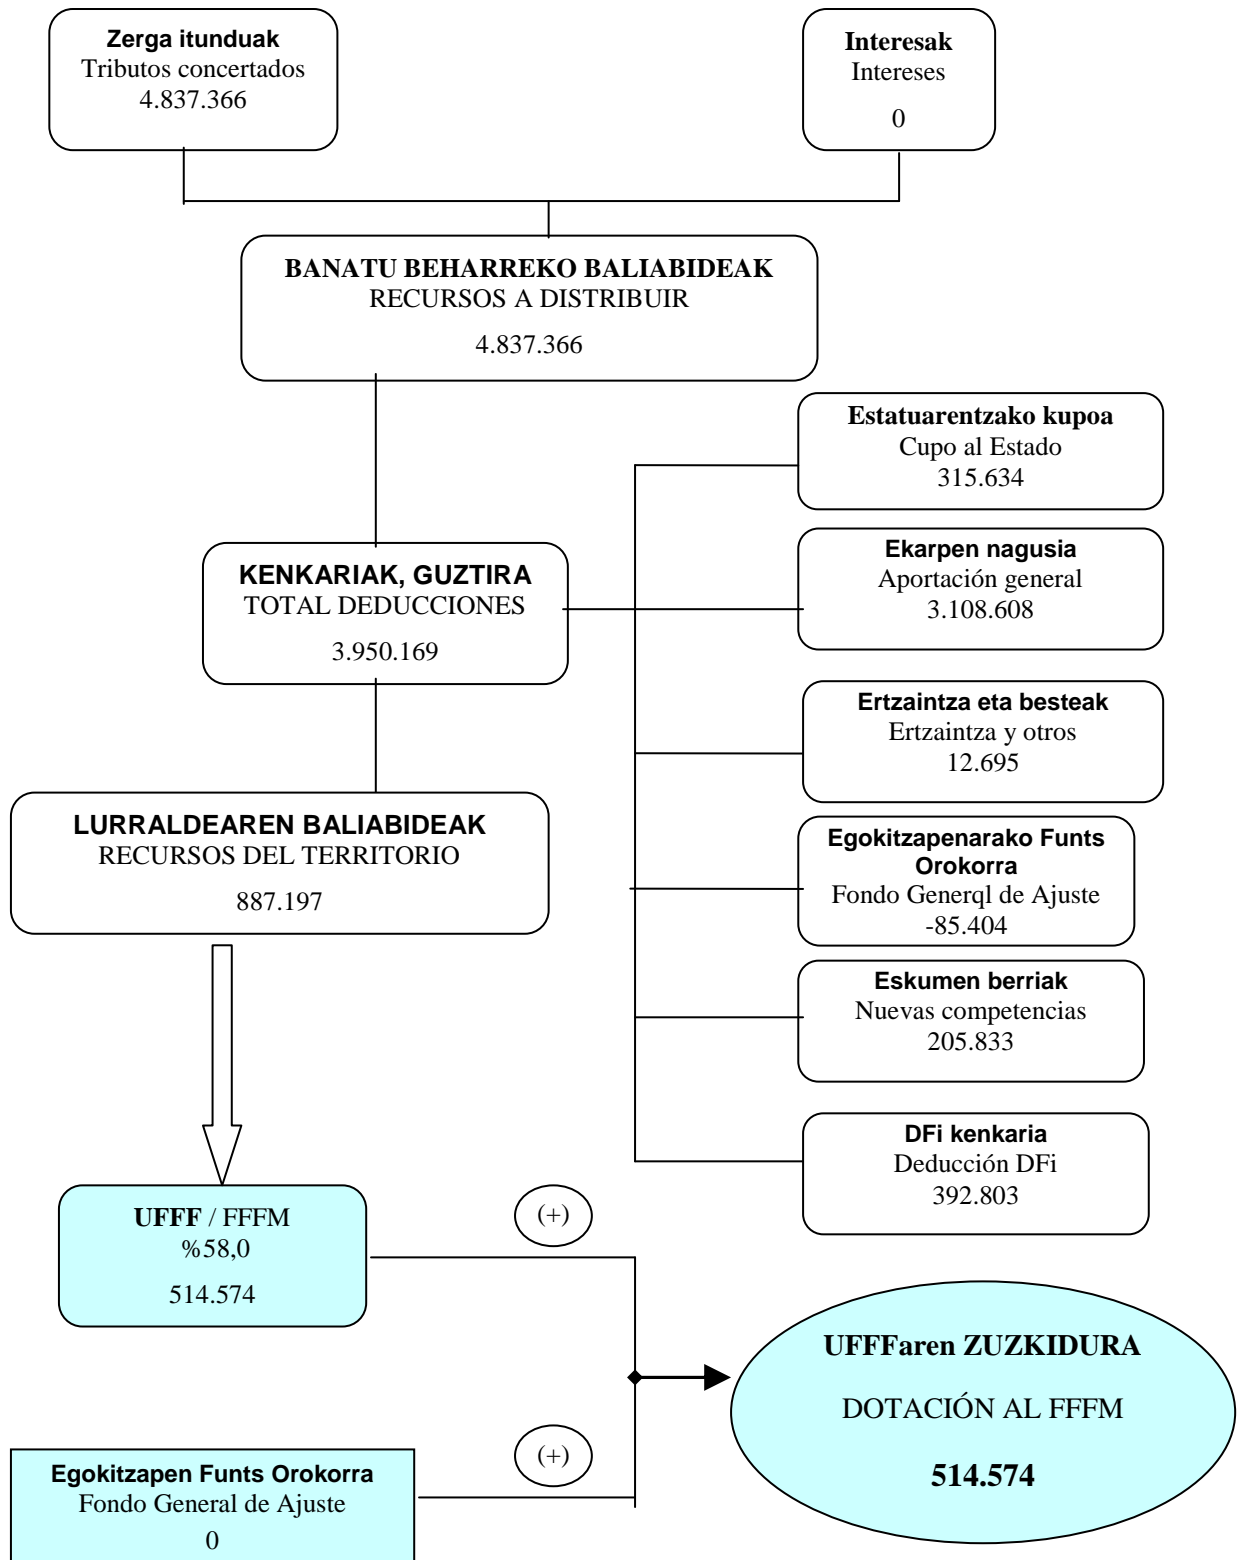 Zerga itunduak
Tributos concertados
4.837.366
Interesak
Intereses
0
BANATU BEHARREKO BALIABIDEAK
RECURSOS A DISTRIBUIR
4.837.366
Estatuarentzako kupoa
Cupo al Estado
315.634
Ekarpen nagusia
Aportación general
3.108.608
KENKARIAK, GUZTIRA
TOTAL DEDUCCIONES
3.950.169
Ertzaintza eta besteak
Ertzaintza y otros
12.695
LURRALDEAREN BALIABIDEAK
RECURSOS DEL TERRITORIO
887.197
Egokitzapenarako Funts
Orokorra
Fondo Generql de Ajuste
-85.404
Eskumen berriak
Nuevas competencias
205.833
DFi kenkaria
Deducción DFi
392.803
UFFF / FFFM
%58,0
514.574
(+)
UFFFaren ZUZKIDURA
DOTACIÓN AL FFFM
514.574
(+)
Egokitzapen Funts Orokorra
Fondo General de Ajuste
0